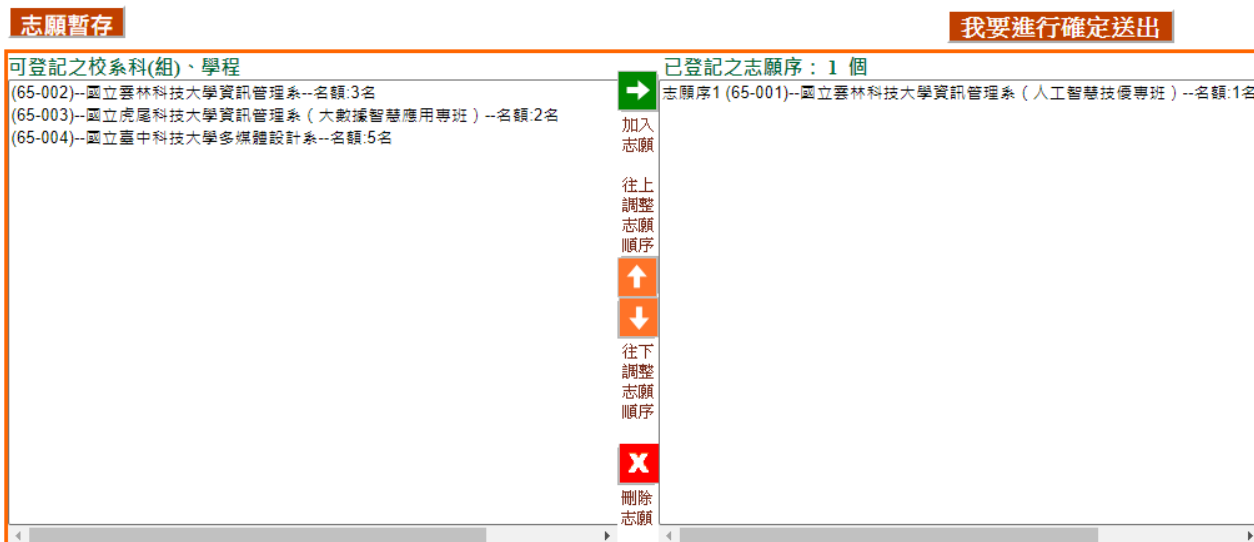 志願暫存
我要進行確定送出
可登記之校系科(組)、學程
(65-002)--國立雲林科技大學資訊管理系--名額:3名
(65-003)--國立虎尾科技大學資訊管理系（大數據智慧應用專班）--名額:2名
(65-004)--國立臺中科技大學多媒體設計系--名額:5名
加入
志願
往上
調整
志願
順序
往下
調整
志願
順序
X
刪除
志願
已登記之志願序： 1 個
志願序1 (65-001)--國立雲林科技大學資訊管理系（人工智慧技優專班）--名額:1名